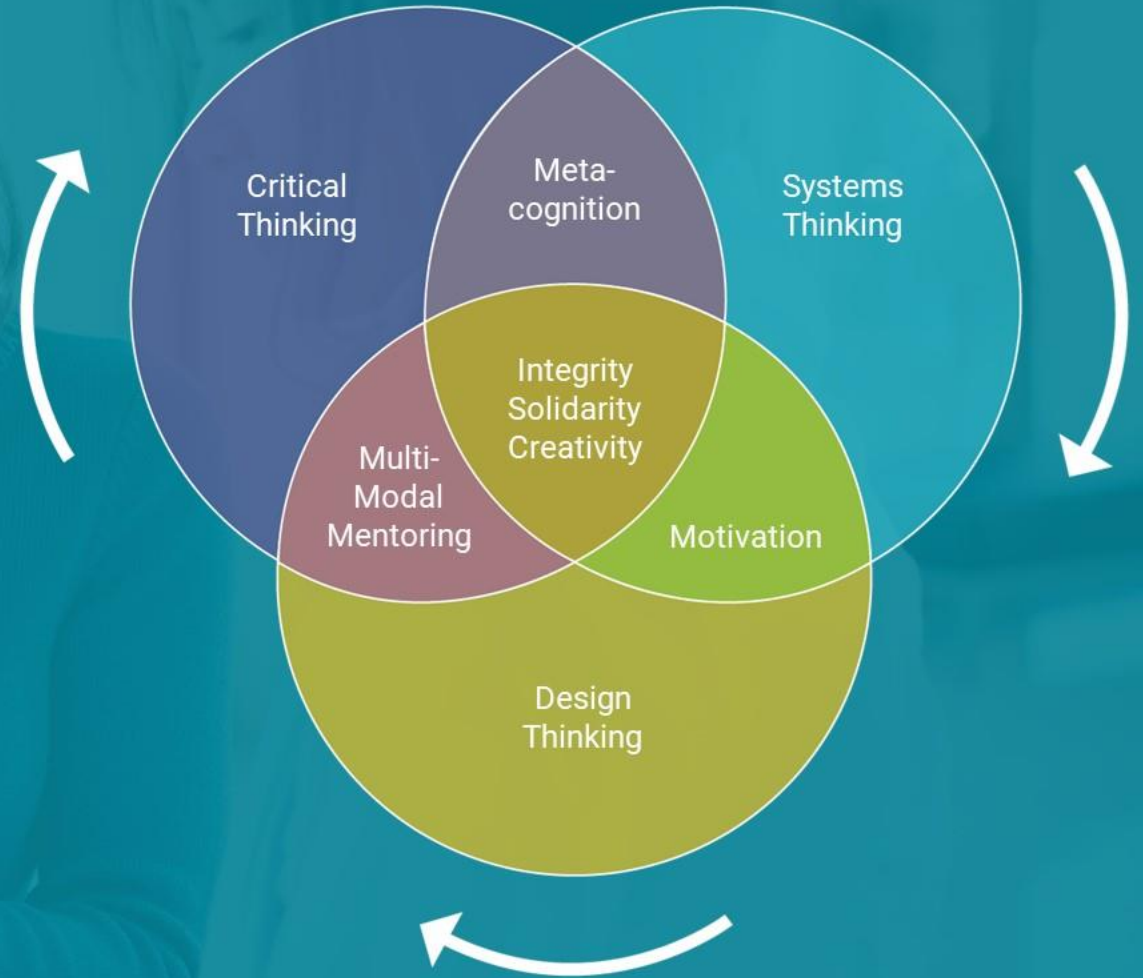 Critical
Thinking
Meta-
cognition
Systems
Thinking
Integrity
Solidarity
Creativity
Multi-
Modal
Mentoring
Motivation
Design
Thinking